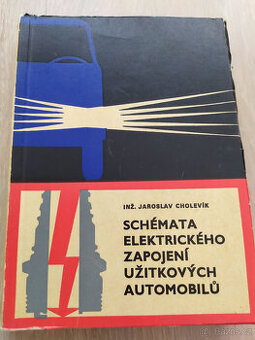 INŽ. JAROSLAV CHOLEVÍK
SCHÉMATA
ELEKTRICKÉHO
ZAPOJENÍ
UŽITKOVÝCH
AUTOMOBILŮ